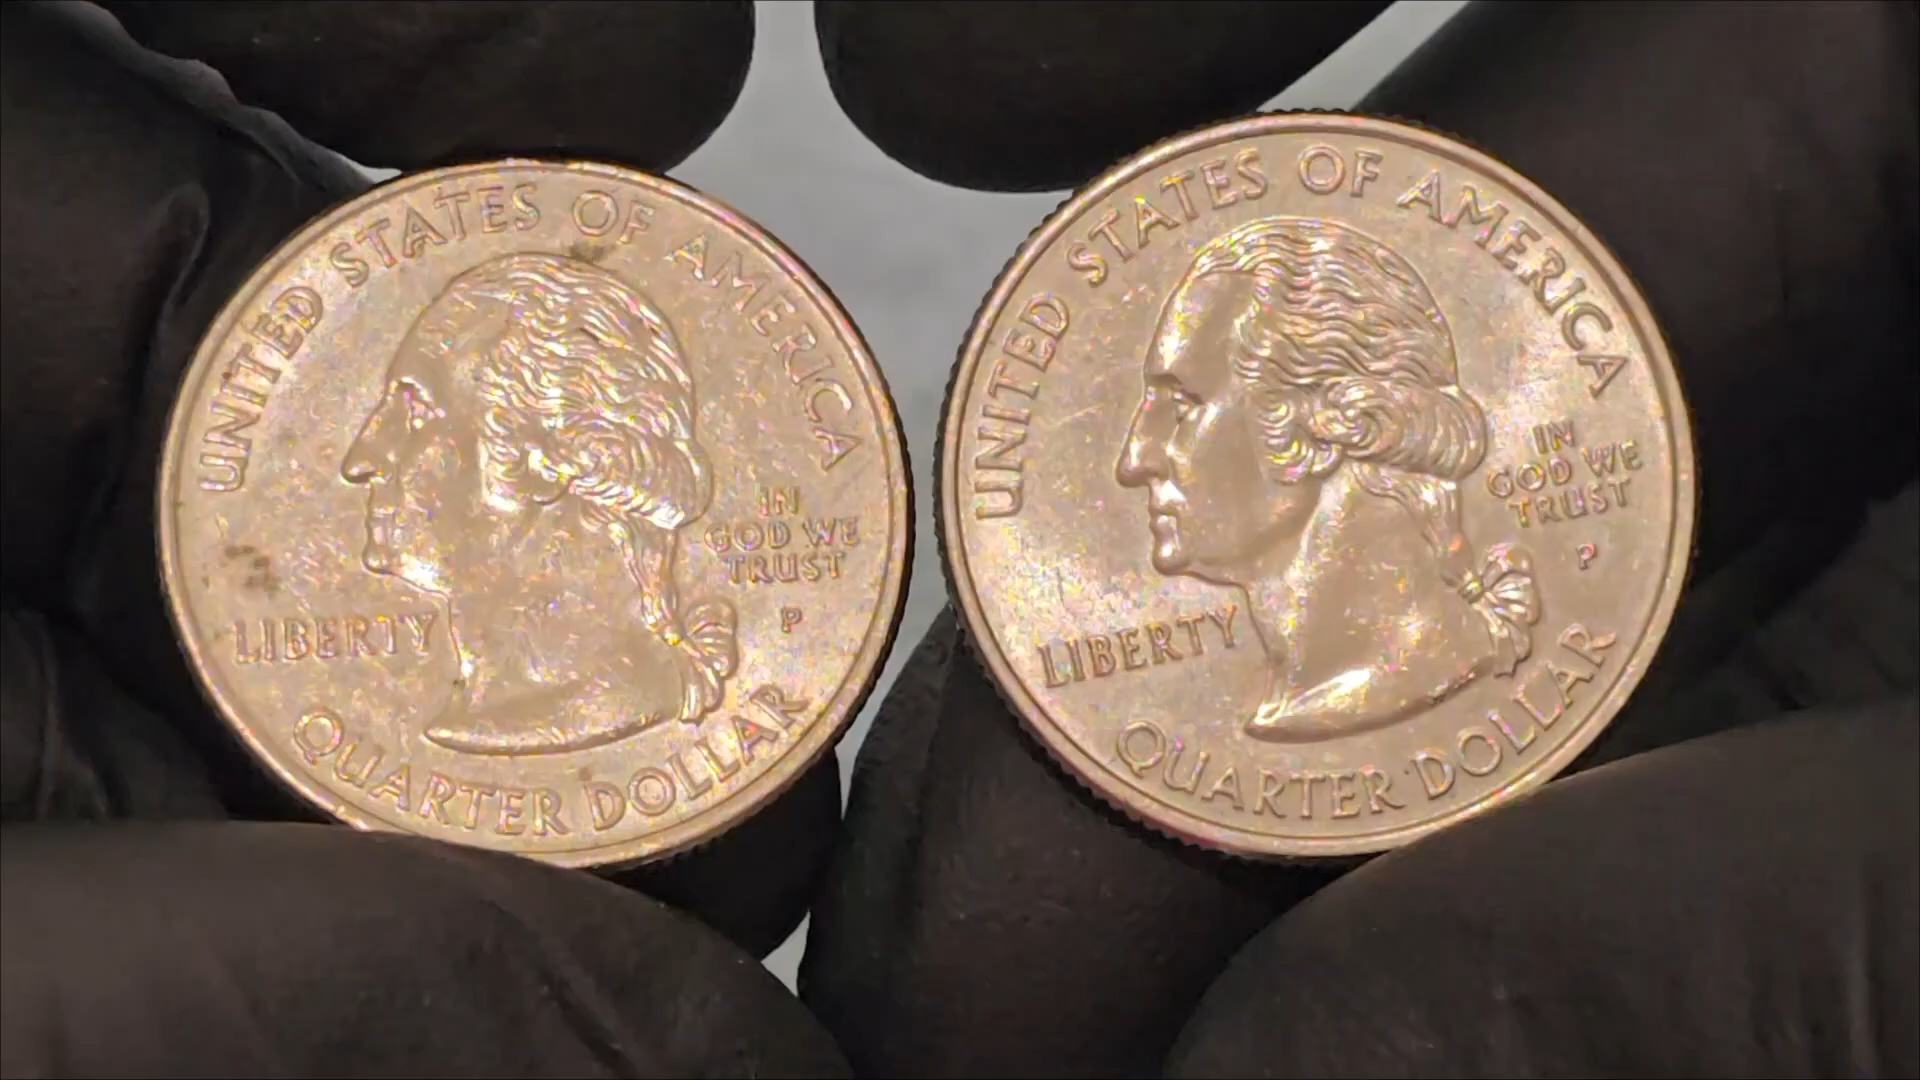 UNITED STATES OF AMERICA
IN
GOD WE
TRUST
P
LIBERTY
QUARTER DOLLAR
UNITED STATES OF AMERICA
IN
GOD WE
TRUST
P
LIBERTY
QUARTER DOLLAR